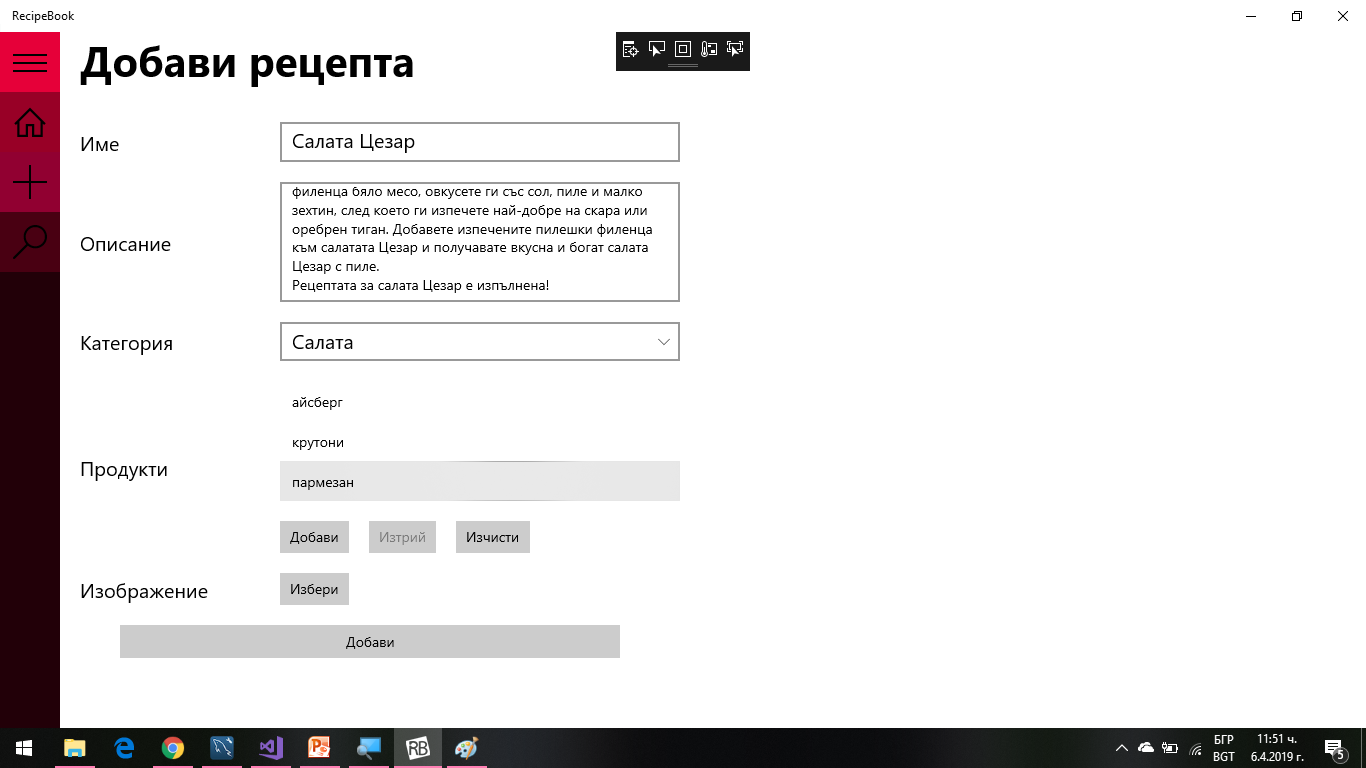 RecipeBook
Добави рецепта
Име
Салата Цезар
Описание
филенца бяло месо, овкусете ги със сол, пиле и малко
зехтин, след което ги изпечете най-добре на скара или
оребрен тиган. Добавете изпечените пилешки филенца
към салатата Цезар и получавате вкусна и богат салата
Цезар с пиле.
Рецептата за салата Цезар е изпълнена!
Категория
Салата
Продукти
айсберг
крутони
пармезан
Добави Изтрий Изчисти
Изображение
Избери
Добави
RB
БГР
BGT
11:51 ч.
6.4.2019 г.
5